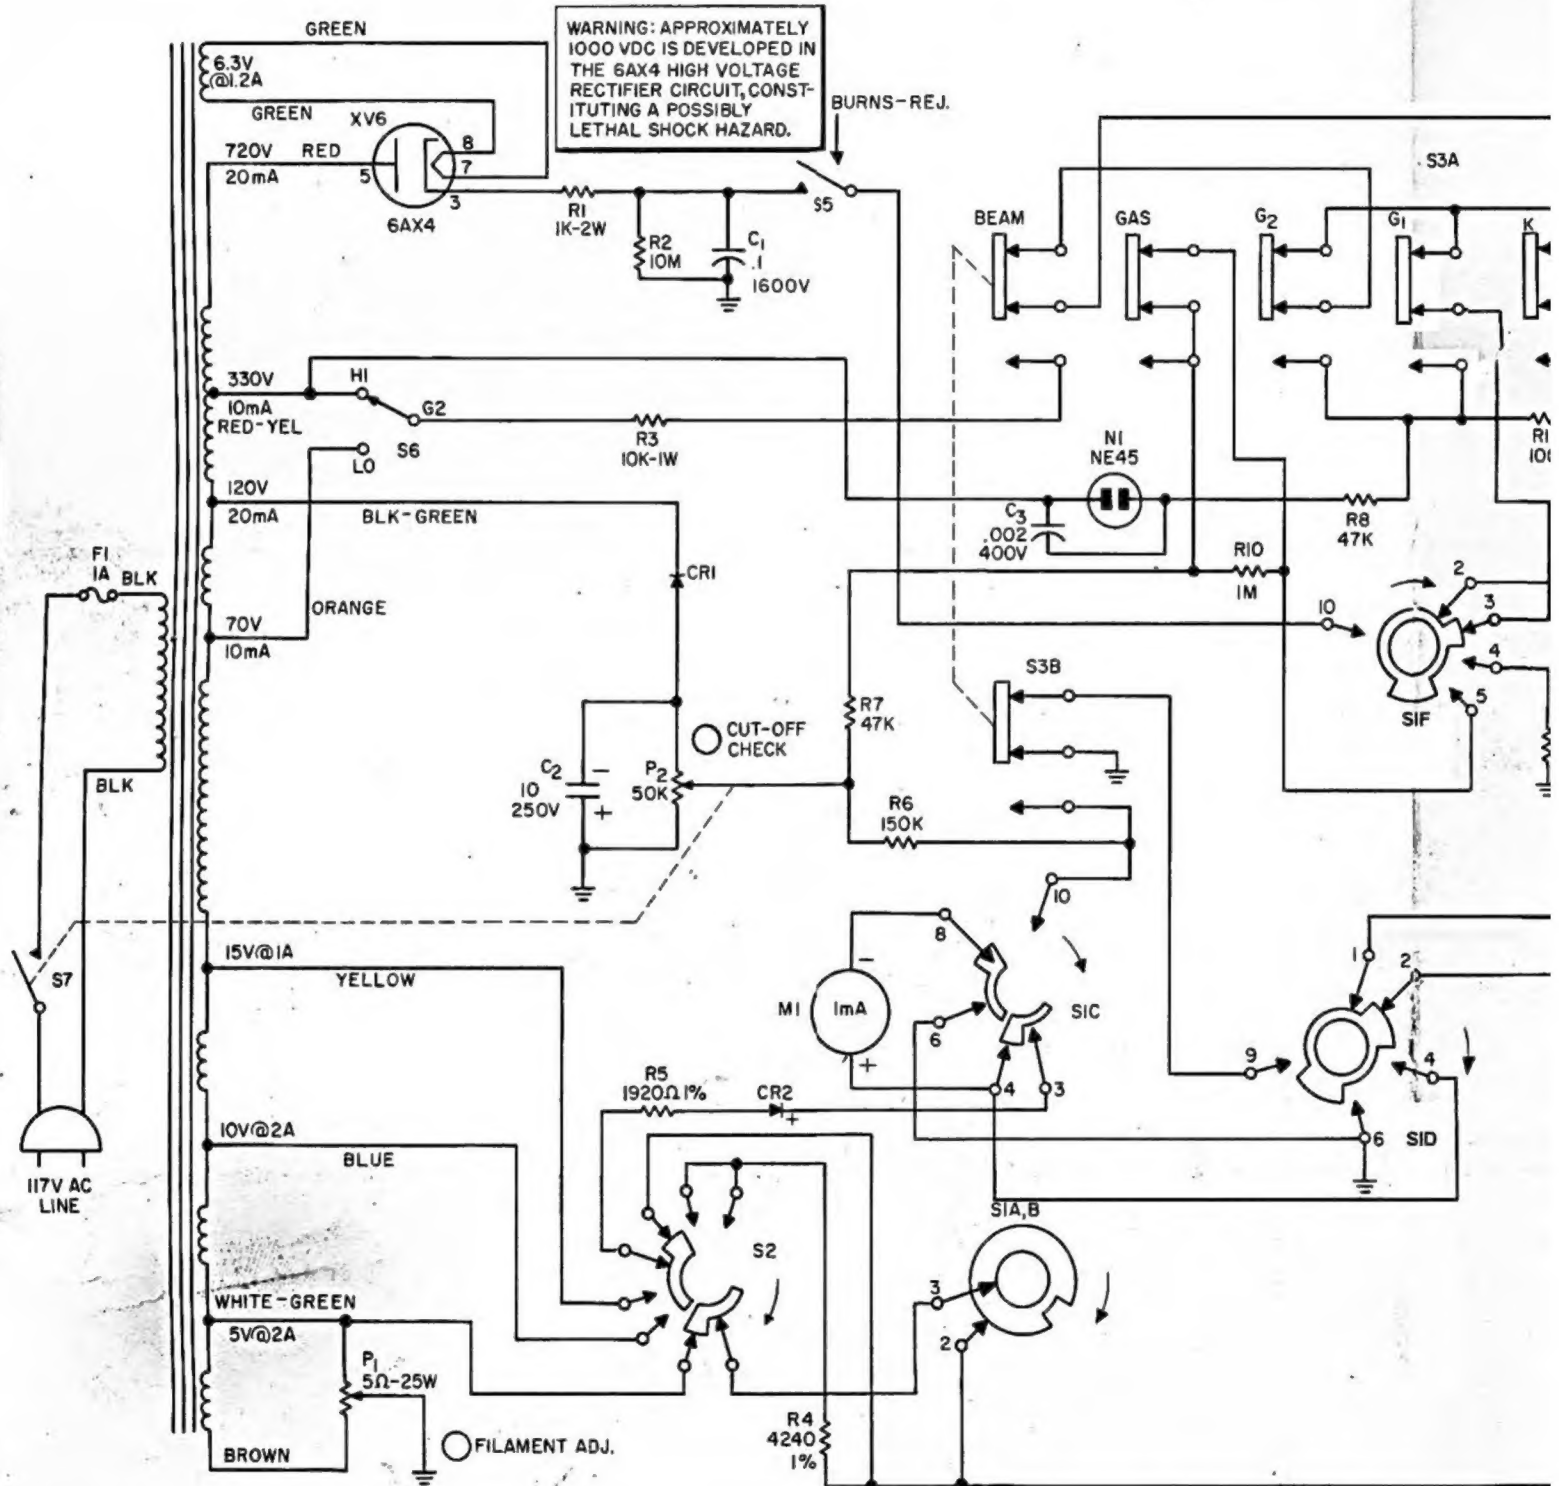 GREEN
6.3V
@1.2A
GREEN
WARNING: APPROXIMATELY
1000 VDC IS DEVELOPED IN
THE 6AX4 HIGH VOLTAGE
RECTIFIER CIRCUIT, CONST-
ITUTING A POSSIBLY
LETHAL SHOCK HAZARD.
BURNS-REJ.
XV6
8
7
5
3
6AX4
720V RED
20mA
R1
1K-2W
R2
10M
C1
.1
1600V
S5
S3A
BEAM
GAS
G2
G1
K
330V
10mA
RED-YEL
HI
G2
S6
LO
R3
10K-1W
N1
NE45
C3
.002
400V
R8
47K
120V
20mA
BLK-GREEN
F1
1A
BLK
CR1
R10
1M
ORANGE
70V
10mA
10
2
3
4
5
S1F
S3B
R7
47K
CUT-OFF
CHECK
C2
10
250V
−
+
P2
50K
R6
150K
BLK
10
8
6
4
3
S1C
M1
1mA
−
+
15V@1A
YELLOW
S7
1
2
4
9
6
S1D
R5
1920Ω 1%
CR2
+
10V@2A
BLUE
117V AC
LINE
S2
S1A,B
3
2
WHITE-GREEN
5V@2A
P1
5Ω-25W
R4
4240
1%
BROWN
FILAMENT ADJ.